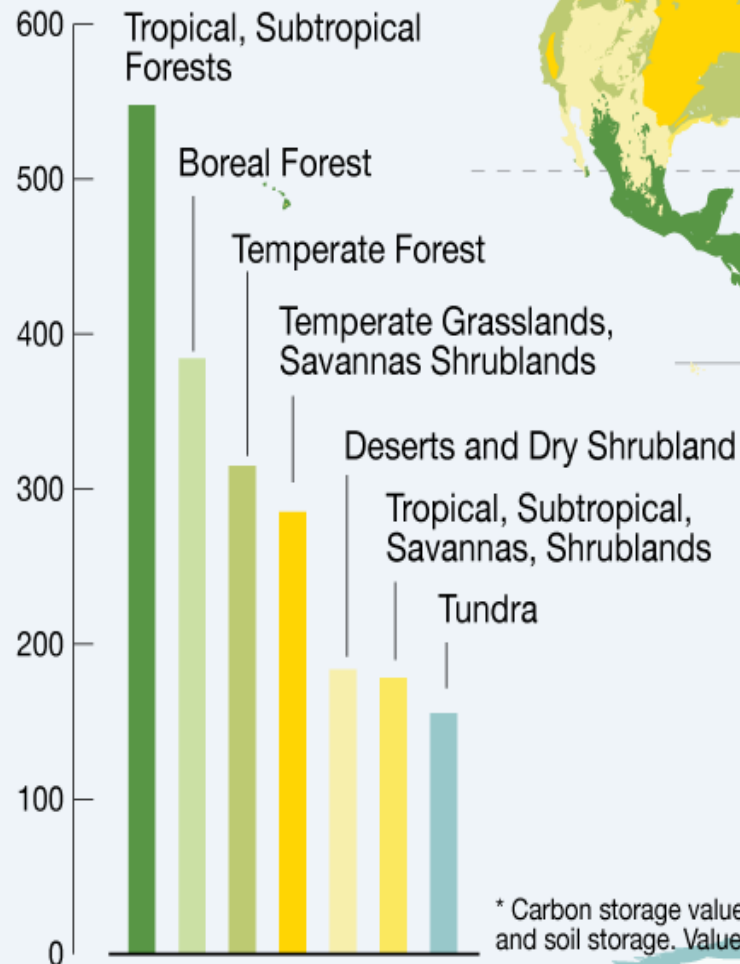 600
Tropical, Subtropical
Forests
500
Boreal Forest
Temperate Forest
400
Temperate Grasslands,
Savannas Shrublands
Deserts and Dry Shrubland
300
Tropical, Subtropical,
Savannas, Shrublands
Tundra
200
100
0
* Carbon storage value
and soil storage. Value